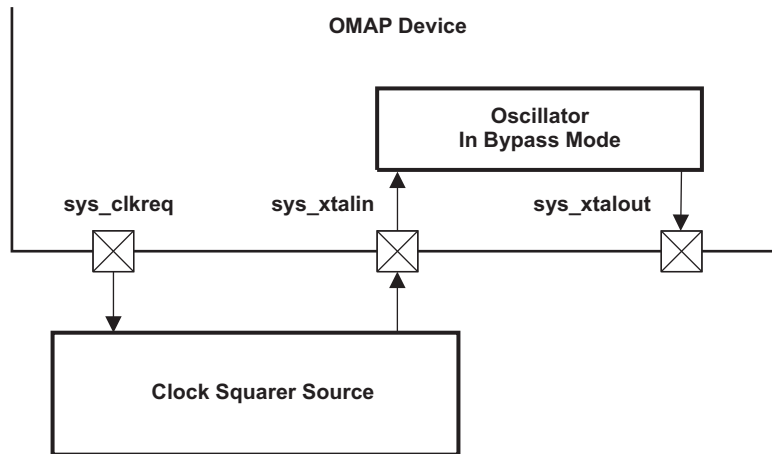 OMAP Device
Oscillator
In Bypass Mode
sys_clkreq
sys_xtalin
sys_xtalout
Clock Squarer Source